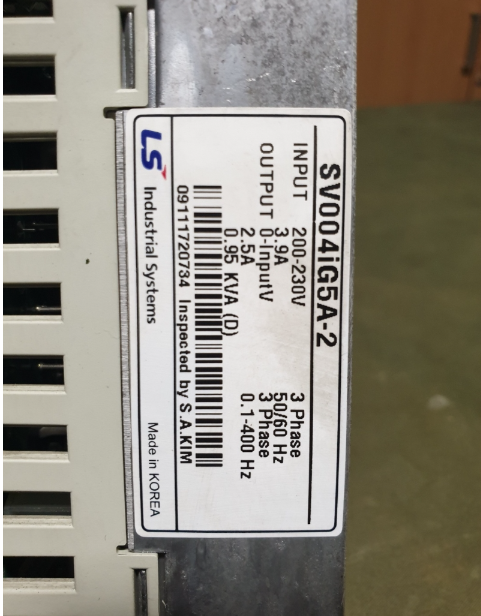 SV004iG5A-2
INPUT 200-230V 3 Phase
3.9A 50/60 Hz
OUTPUT 0-InputV 3 Phase
2.5A 0.1-400 Hz
0.95 KVA (D)
09111720734 Inspected by S.A.KIM
LS Industrial Systems Made in KOREA